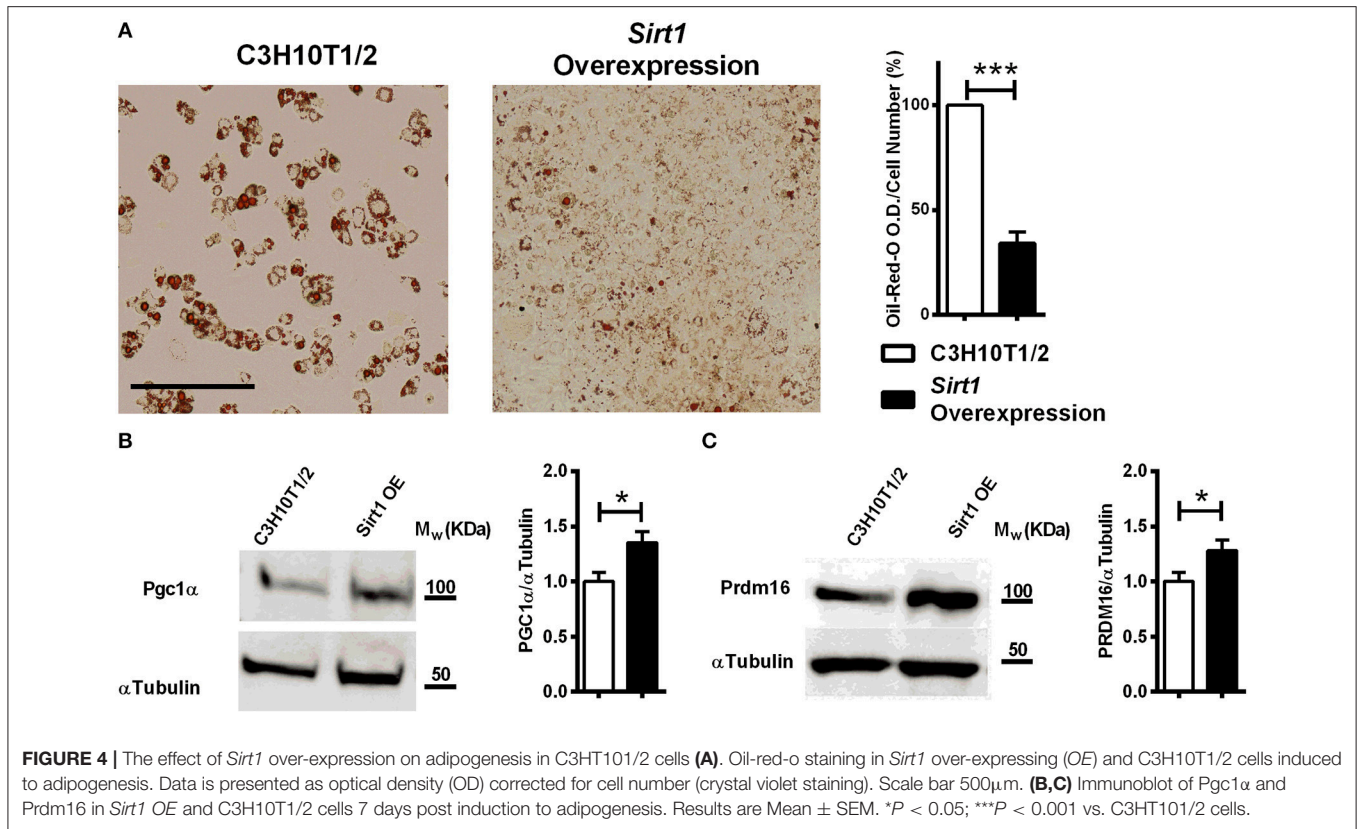 A
C3H10T1/2
Sirt1
Overexpression
Oil-Red-O O.D./Cell Number (%)
100
50
0
***
C3H10T1/2
Sirt1
Overexpression
B
C3H10T1/2
Sirt1 OE
Mw (KDa)
Pgc1α
100
αTubulin
50
PGC1α/αTubulin
2.0
1.5
1.0
0.5
0.0
*
C
C3H10T1/2
Sirt1 OE
Mw (KDa)
Prdm16
100
αTubulin
50
PRDM16/αTubulin
2.0
1.5
1.0
0.5
0.0
*
FIGURE 4 | The effect of Sirt1 over-expression on adipogenesis in C3HT101/2 cells (A). Oil-red-o staining in Sirt1 over-expressing (OE) and C3H10T1/2 cells induced
to adipogenesis. Data is presented as optical density (OD) corrected for cell number (crystal violet staining). Scale bar 500μm. (B,C) Immunoblot of Pgc1α and
Prdm16 in Sirt1 OE and C3H10T1/2 cells 7 days post induction to adipogenesis. Results are Mean ± SEM. *P < 0.05; ***P < 0.001 vs. C3HT101/2 cells.